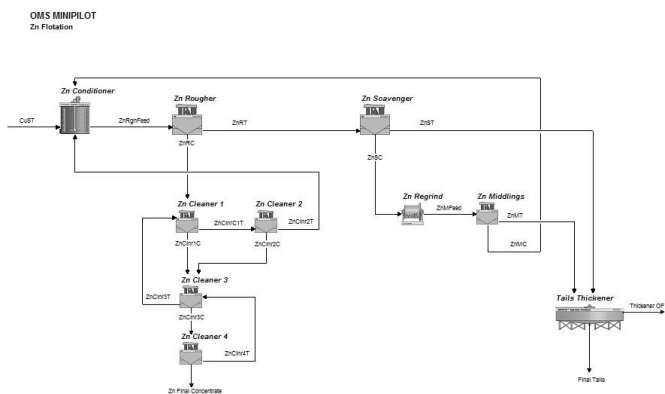 OMS MINIPILOT
Zn Flotation
Zn Conditioner
Zn Rougher
Zn Scavenger
CuST
ZnRghFeed
ZnRT
ZnST
ZnRC
ZnSC
Zn Regrind
Zn Middlings
ZnMFeed
ZnMT
ZnMC
Zn Cleaner 1
Zn Cleaner 2
ZnClnrC1T
ZnClnr2T
ZnClnr1C
ZnClnr2C
Zn Cleaner 3
ZnClnr3T
ZnClnr3C
Tails Thickener
Thickener OF
Zn Cleaner 4
ZnClnr4T
Final Tails
Zn Final Concentrate